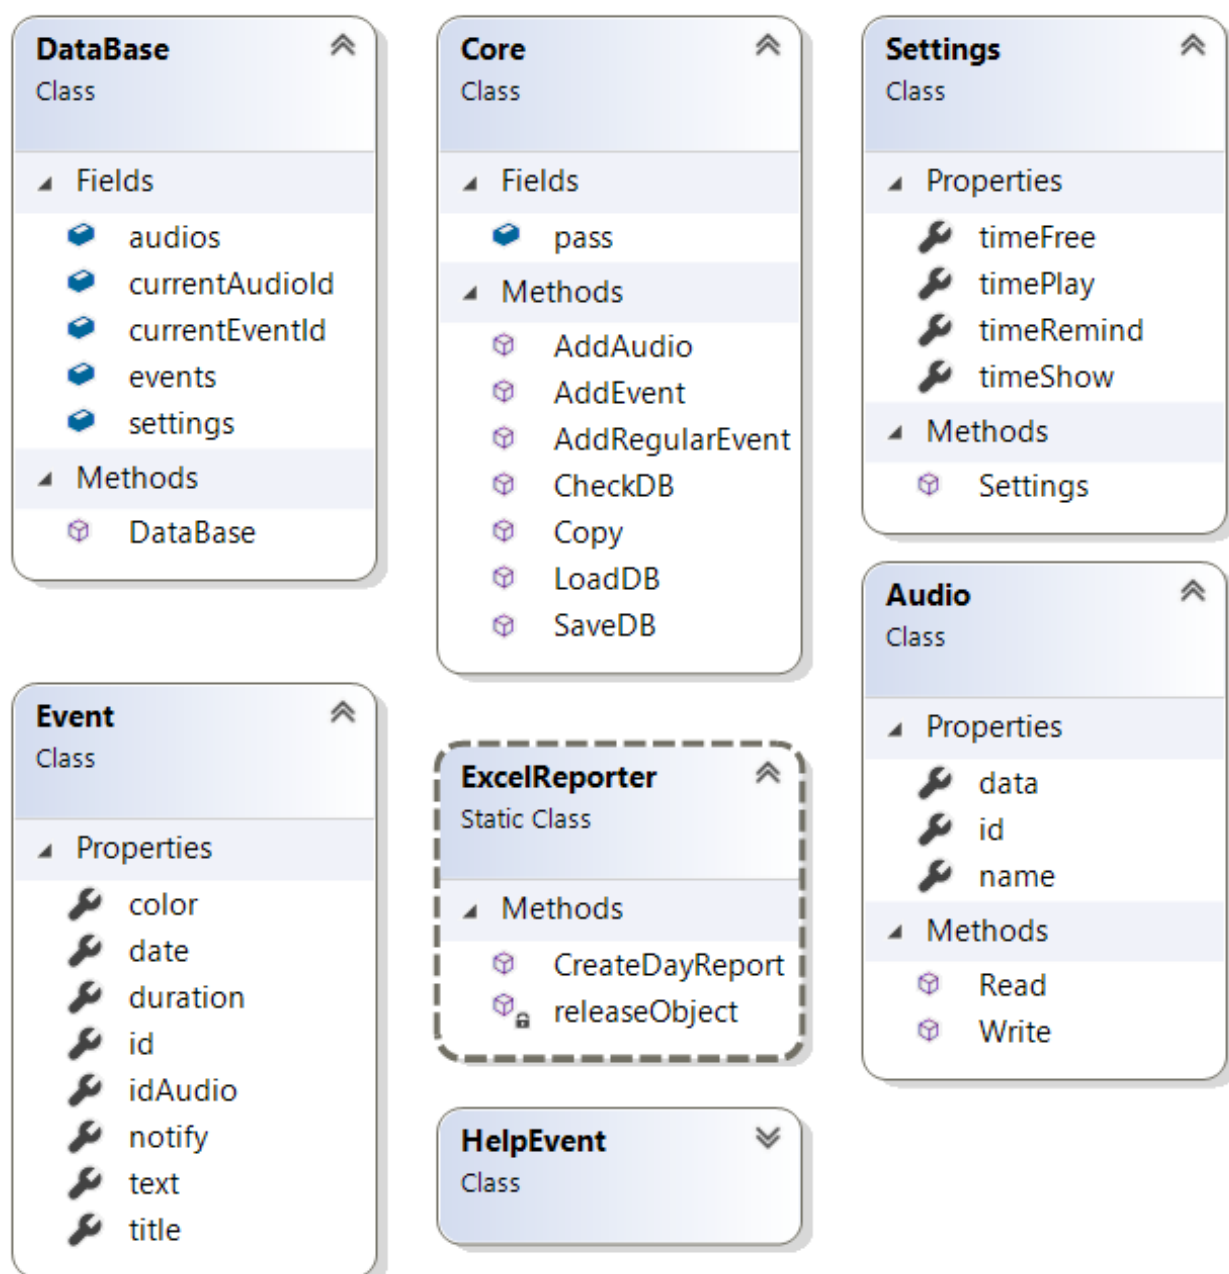 DataBase
Class
Fields
audios
currentAudioId
currentEventId
events
settings
Methods
DataBase
Core
Class
Fields
pass
Methods
AddAudio
AddEvent
AddRegularEvent
CheckDB
Copy
LoadDB
SaveDB
Settings
Class
Properties
timeFree
timePlay
timeRemind
timeShow
Methods
Settings
Event
Class
Properties
color
date
duration
id
idAudio
notify
text
title
ExcelReporter
Static Class
Methods
CreateDayReport
releaseObject
HelpEvent
Class
Audio
Class
Properties
data
id
name
Methods
Read
Write